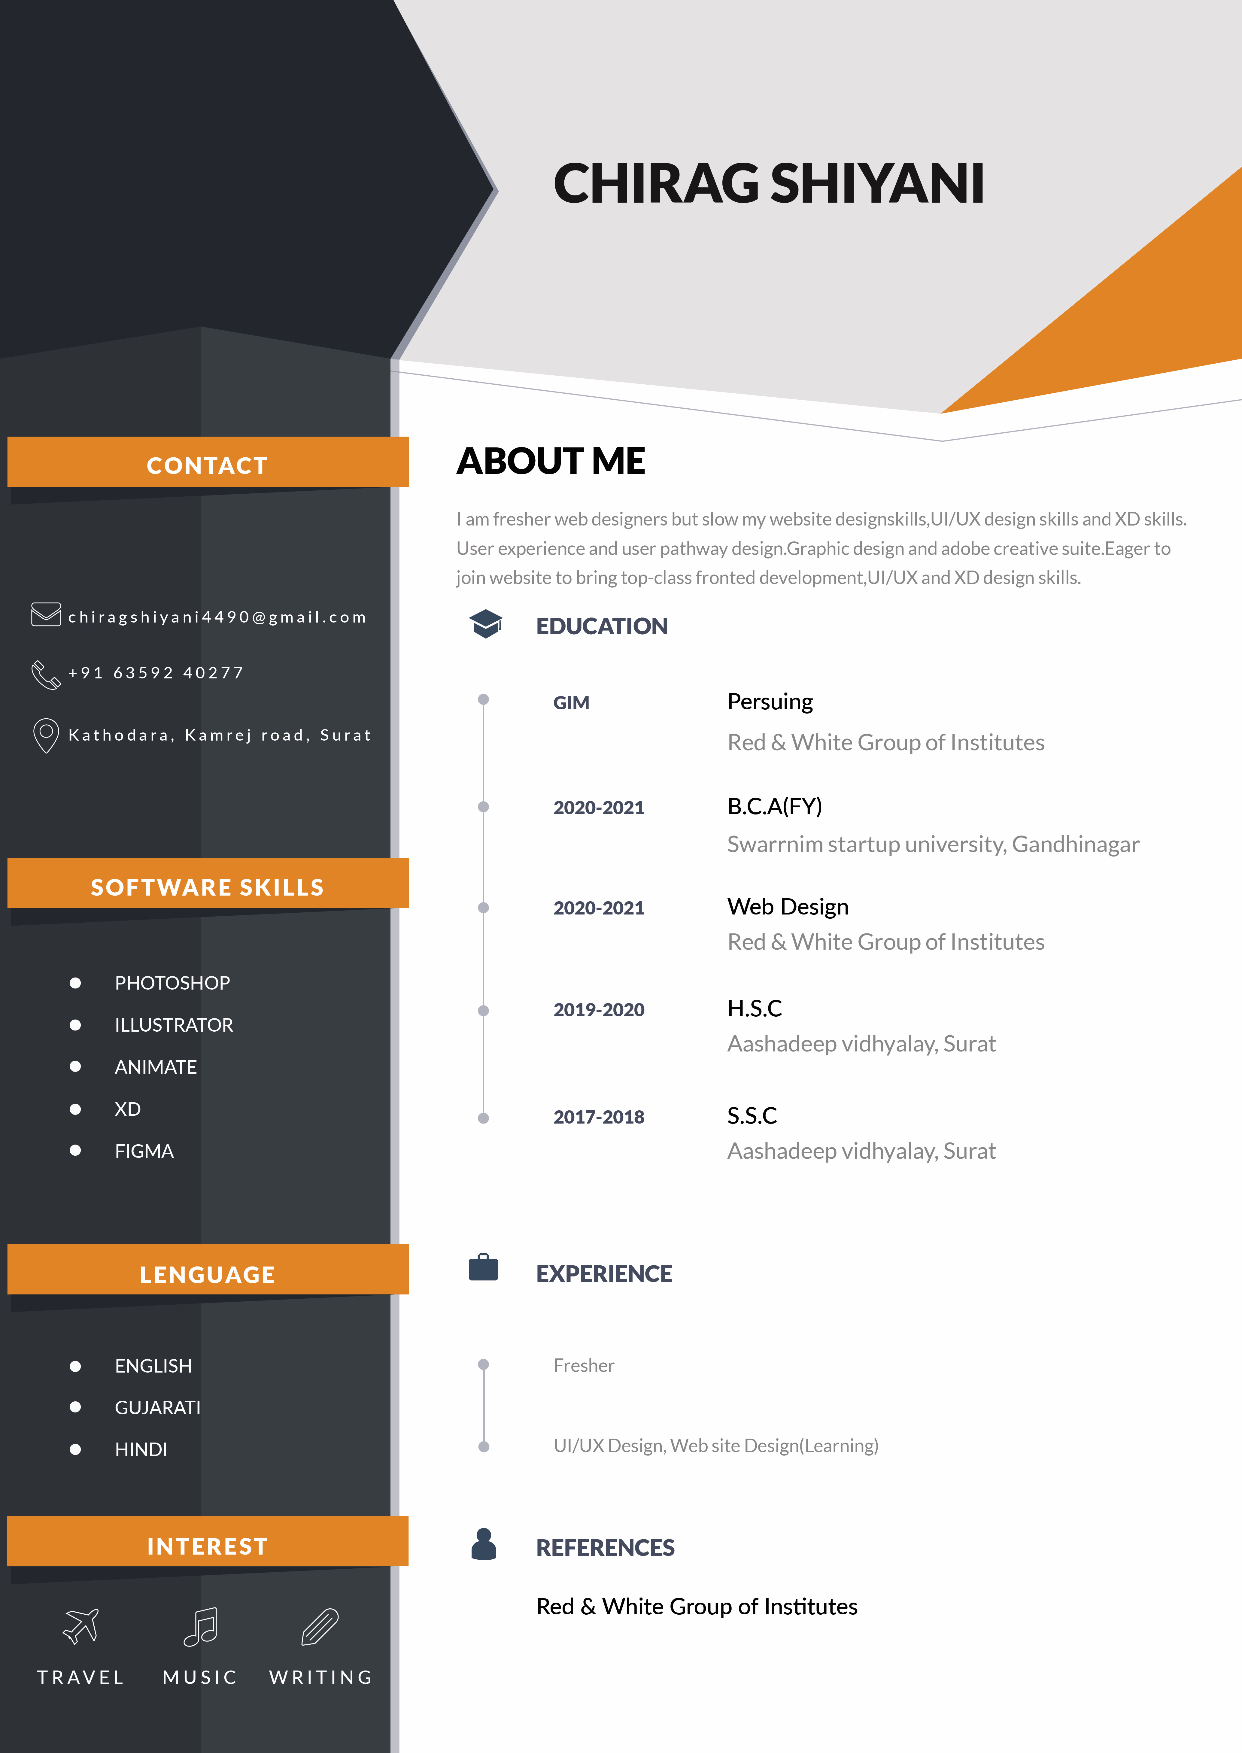 CHIRAG SHIYANI
CONTACT
chiragshiyani4490@gmail.com
+91 63592 40277
Kathodara, Kamrej road, Surat
SOFTWARE SKILLS
PHOTOSHOP
ILLUSTRATOR
ANIMATE
XD
FIGMA
LENGUAGE
ENGLISH
GUJARATI
HINDI
INTEREST
TRAVEL MUSIC WRITING
ABOUT ME
I am fresher web designers but slow my website designskills,UI/UX design skills and XD skills.
User experience and user pathway design.Graphic design and adobe creative suite.Eager to
join website to bring top-class fronted development,UI/UX and XD design skills.
EDUCATION
GIM Persuing
Red & White Group of Institutes
2020-2021 B.C.A(FY)
Swarrnim startup university, Gandhinagar
2020-2021 Web Design
Red & White Group of Institutes
2019-2020 H.S.C
Aashadeep vidhyalay, Surat
2017-2018 S.S.C
Aashadeep vidhyalay, Surat
EXPERIENCE
Fresher
UI/UX Design, Web site Design(Learning)
REFERENCES
Red & White Group of Institutes